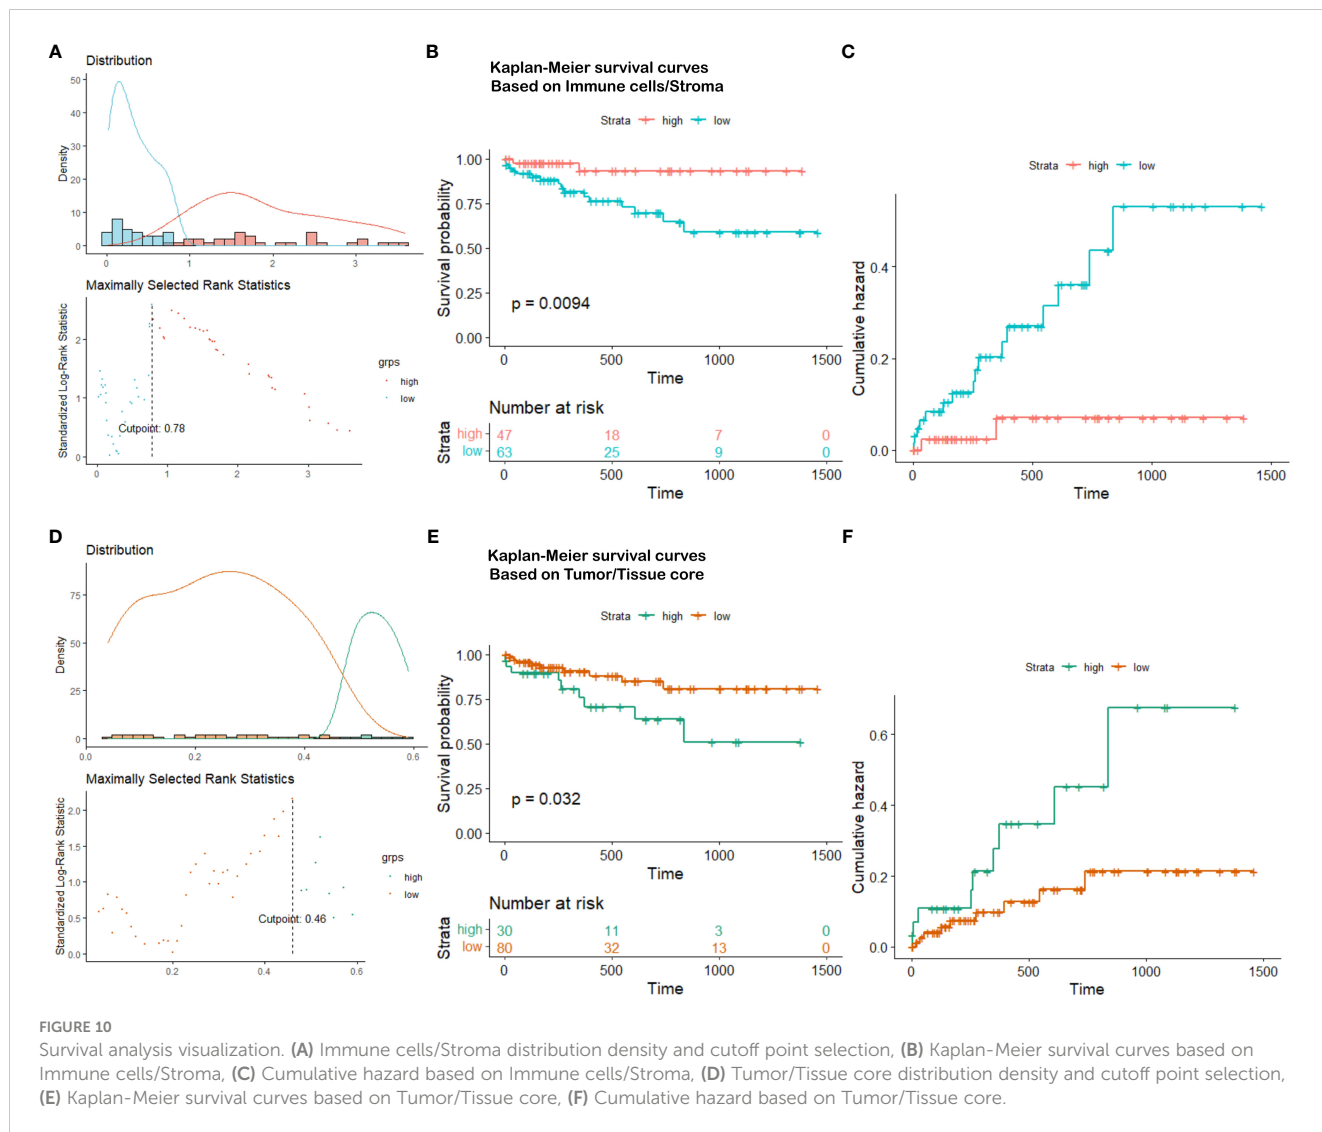 A
Distribution
50
40
30
20
10
0
Density
0 1 2 3
Maximally Selected Rank Statistics
2
1
0
Standardized Log-Rank Statistic
Cutpoint: 0.78
grps
high
low
0 1 2 3
B
Kaplan-Meier survival curves
Based on Immune cells/Stroma
Strata high low
1.00
0.75
0.50
0.25
0.00
Survival probability
p = 0.0094
0 500 1000 1500
Time
Number at risk
Strata
high 47 18 7 0
low 63 25 9 0
0 500 1000 1500
Time
C
Strata high low
0.4
0.2
0.0
Cumulative hazard
0 500 1000 1500
Time
D
Distribution
75
50
25
0
Density
0.0 0.2 0.4 0.6
Maximally Selected Rank Statistics
2.0
1.5
1.0
0.5
0.0
Standardized Log-Rank Statistic
Cutpoint: 0.46
grps
high
low
0.2 0.4 0.6
E
Kaplan-Meier survival curves
Based on Tumor/Tissue core
Strata high low
1.00
0.75
0.50
0.25
0.00
Survival probability
p = 0.032
0 500 1000 1500
Time
Number at risk
Strata
high 30 11 3 0
low 80 32 13 0
0 500 1000 1500
Time
F
Strata high low
0.6
0.4
0.2
0.0
Cumulative hazard
0 500 1000 1500
Time
FIGURE 10
Survival analysis visualization. (A) Immune cells/Stroma distribution density and cutoff point selection, (B) Kaplan-Meier survival curves based on
Immune cells/Stroma, (C) Cumulative hazard based on Immune cells/Stroma, (D) Tumor/Tissue core distribution density and cutoff point selection,
(E) Kaplan-Meier survival curves based on Tumor/Tissue core, (F) Cumulative hazard based on Tumor/Tissue core.